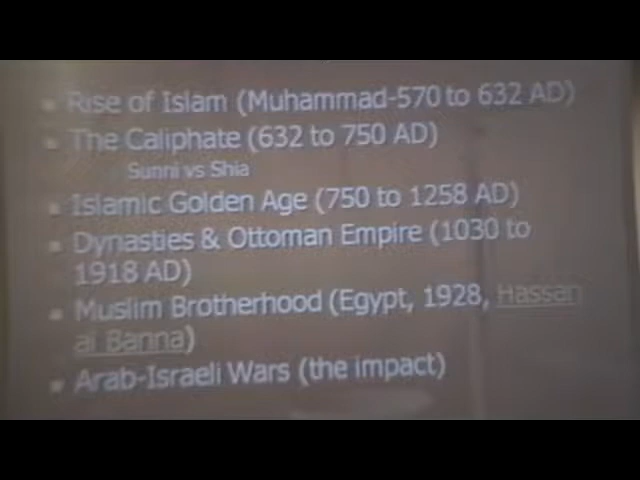 Rise of Islam (Muhammad-570 to 632 AD)
The Caliphate (632 to 750 AD)
Sunni vs Shia
Islamic Golden Age (750 to 1258 AD)
Dynasties & Ottoman Empire (1030 to
1918 AD)
Muslim Brotherhood (Egypt, 1928, Hassan
al Banna)
Arab-Israeli Wars (the impact)